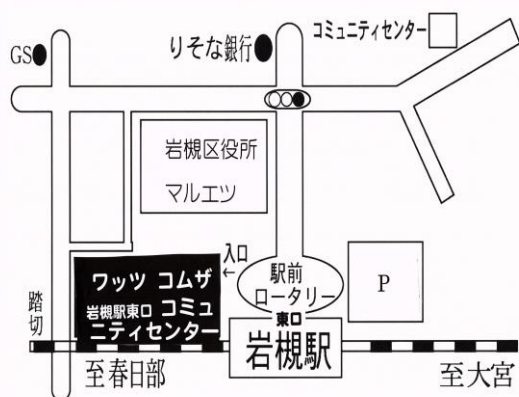 コミュニティセンター
GS
りそな銀行
岩槻区役所
マルエツ
入口
←
駅前
ロータリー
P
ワッツ コムザ
岩槻駅東口 コミュ
ニティセンター
踏切
東口
岩槻駅
至春日部
至大宮